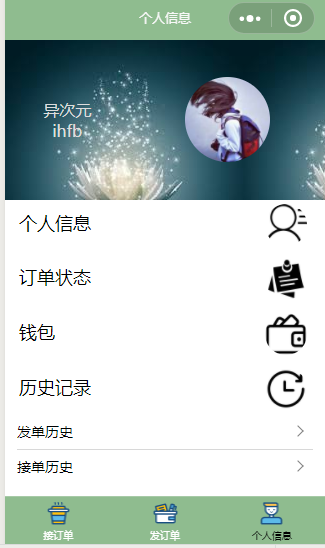 个人信息
异次元
ihfb
个人信息
订单状态
钱包
历史记录
发单历史
接单历史
接订单
发订单
个人信息